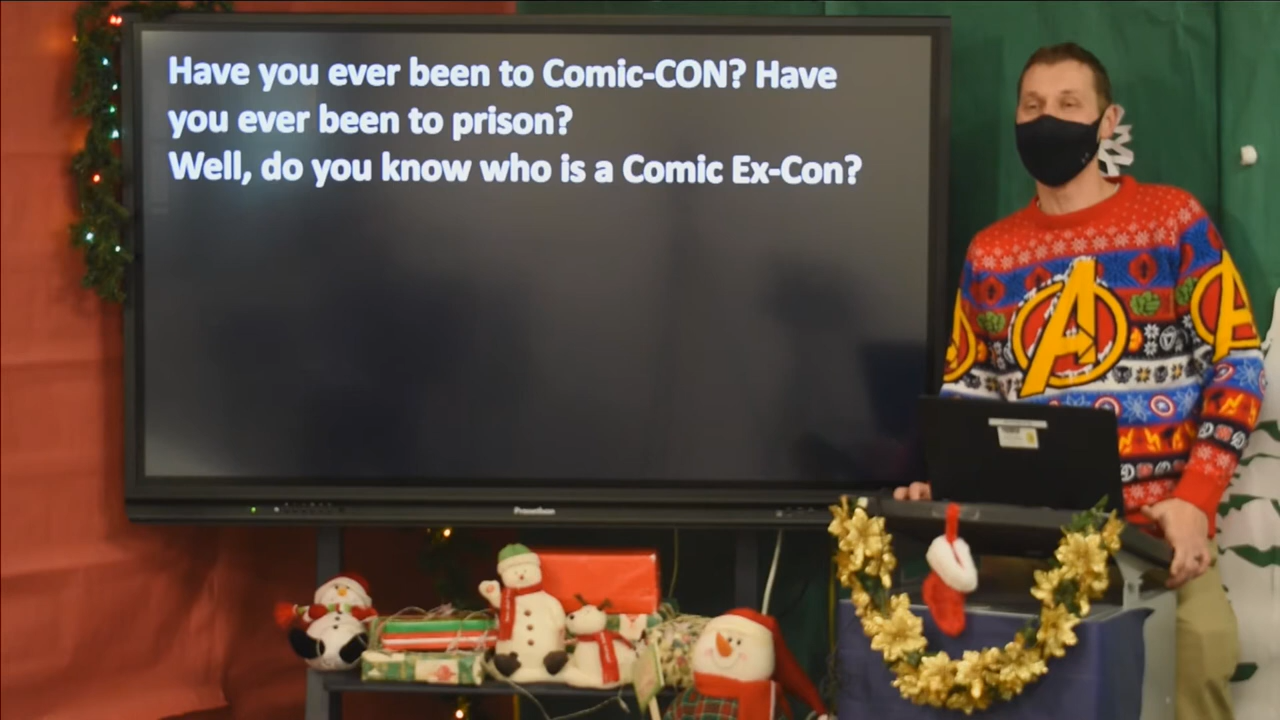 Have you ever been to Comic-CON? Have
you ever been to prison?
Well, do you know who is a Comic Ex-Con?
Promethean